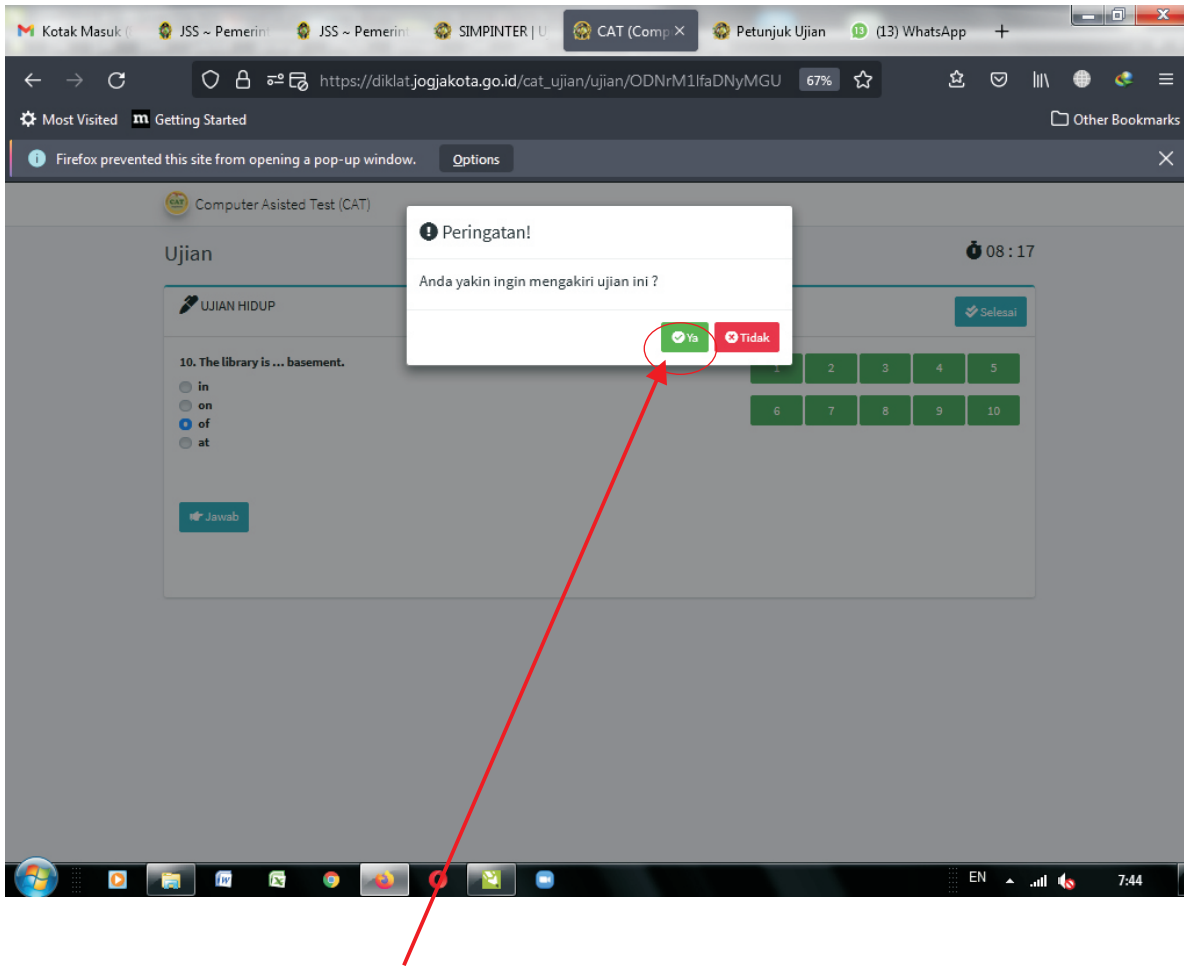 Kotak Masuk (
JSS ~ Pemerint
JSS ~ Pemerint
SIMPINTER | U
CAT (Comp
Petunjuk Ujian
(13) WhatsApp
https://diklat.jogjakota.go.id/cat_ujian/ujian/ODNrM1lfaDNyMGU
67%
Most Visited
Getting Started
Other Bookmarks
Firefox prevented this site from opening a pop-up window.
Options
Computer Asisted Test (CAT)
Peringatan!
Ujian
08 : 17
Anda yakin ingin mengakiri ujian ini ?
UJIAN HIDUP
Selesai
Ya
Tidak
10. The library is ... basement.
1 2 3 4 5
in
on
6 7 8 9 10
of
at
Jawab
EN
7:44